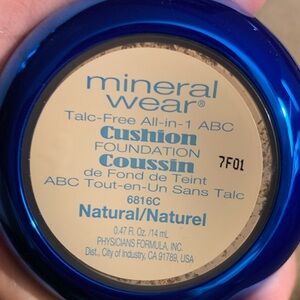 mineral
wear®
Talc-Free All-in-1 ABC
Cushion
FOUNDATION
Coussin
7F01
de Fond de Teint
ABC Tout-en-Un Sans Talc
6816C
Natural/Naturel
0.47 Fl. Oz. /14 mL
PHYSICIANS FORMULA, INC.
Dist., City of Industry, CA 91789, USA